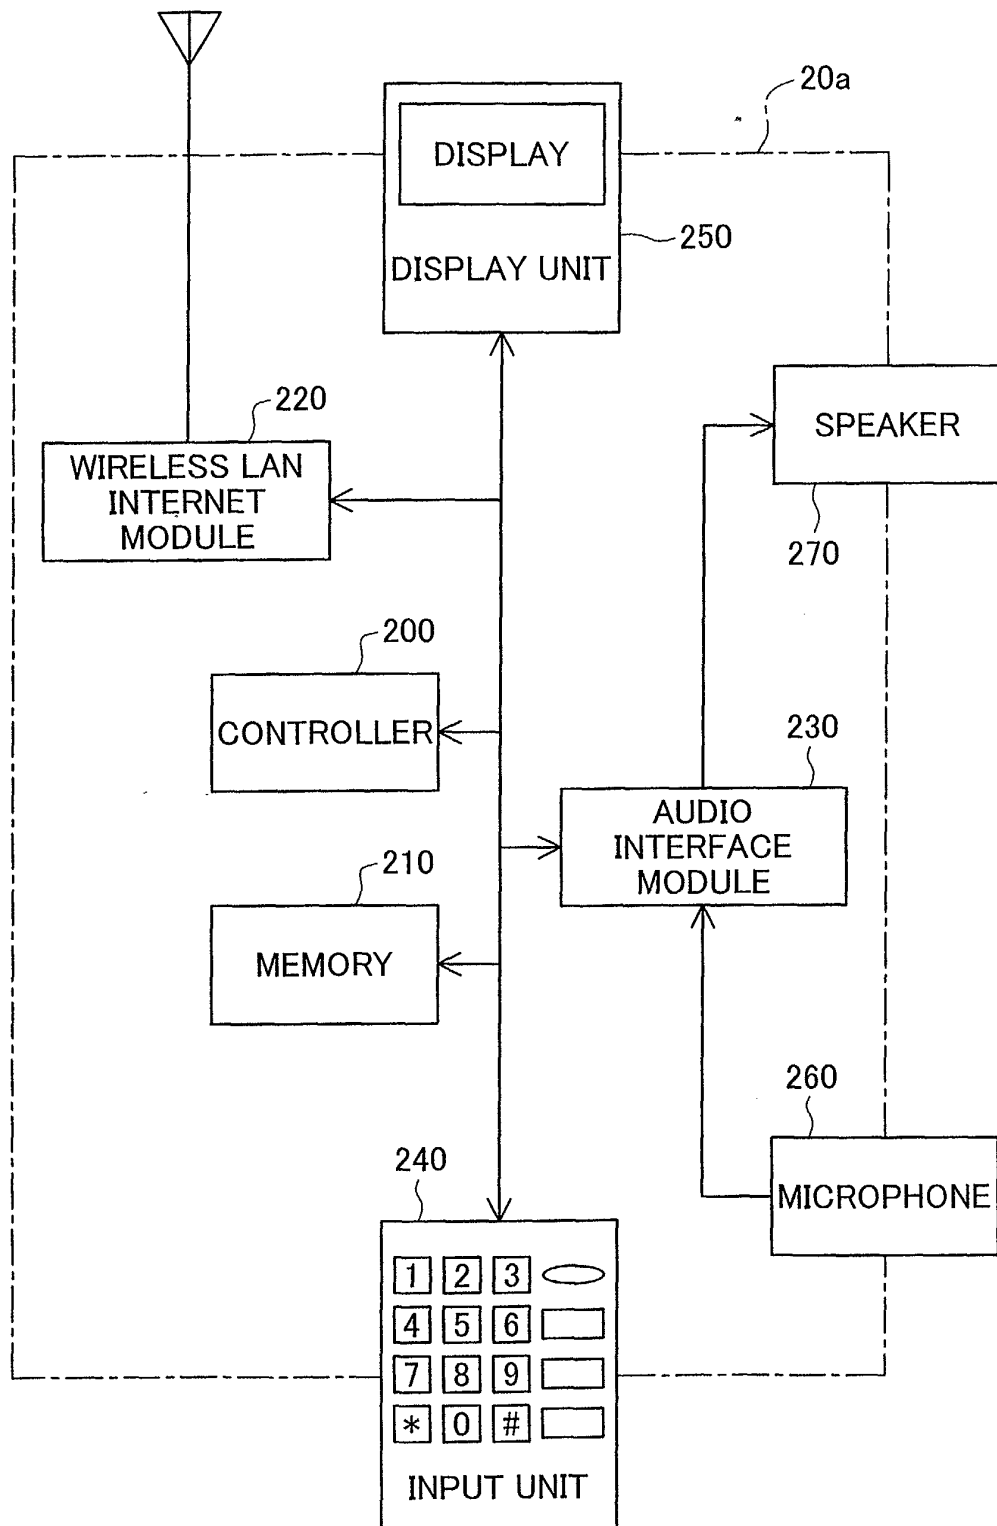 20a
DISPLAY
250
DISPLAY UNIT
220
WIRELESS LAN
INTERNET
MODULE
SPEAKER
270
200
CONTROLLER
230
AUDIO
INTERFACE
MODULE
210
MEMORY
260
MICROPHONE
240
1 2 3
4 5 6
7 8 9
* 0 #
INPUT UNIT